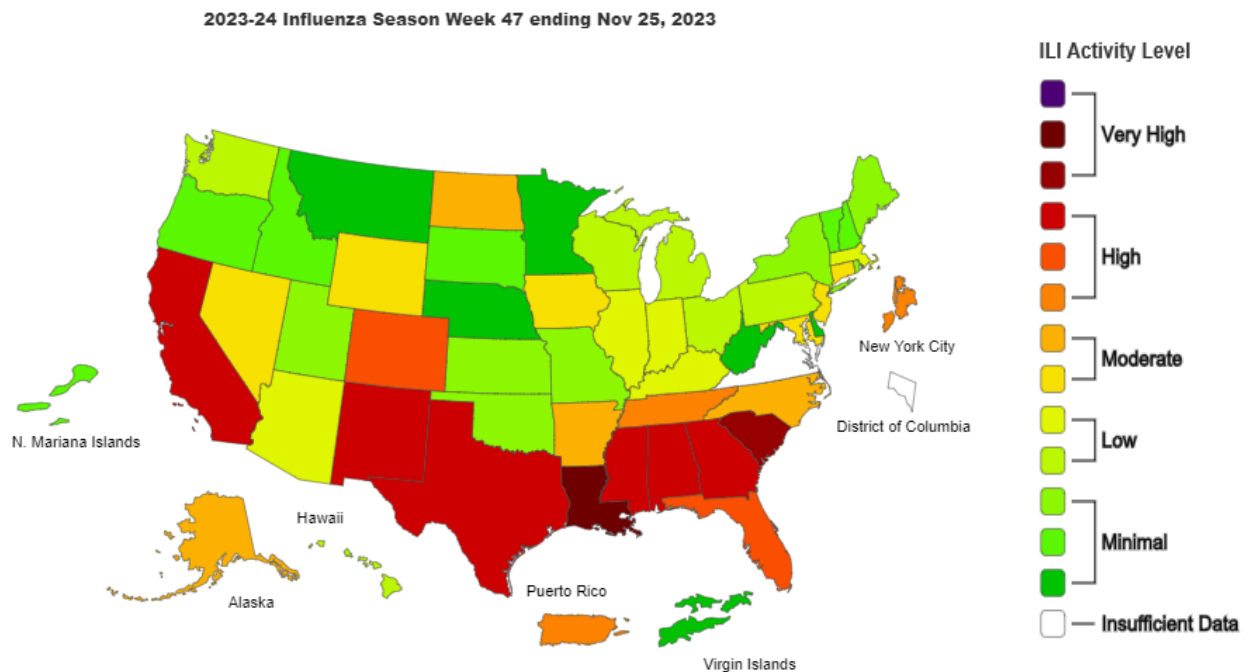 2023-24 Influenza Season Week 47 ending Nov 25, 2023
ILI Activity Level
Very High
High
Moderate
Low
Minimal
Insufficient Data
New York City
District of Columbia
N. Mariana Islands
Hawaii
Alaska
Puerto Rico
Virgin Islands